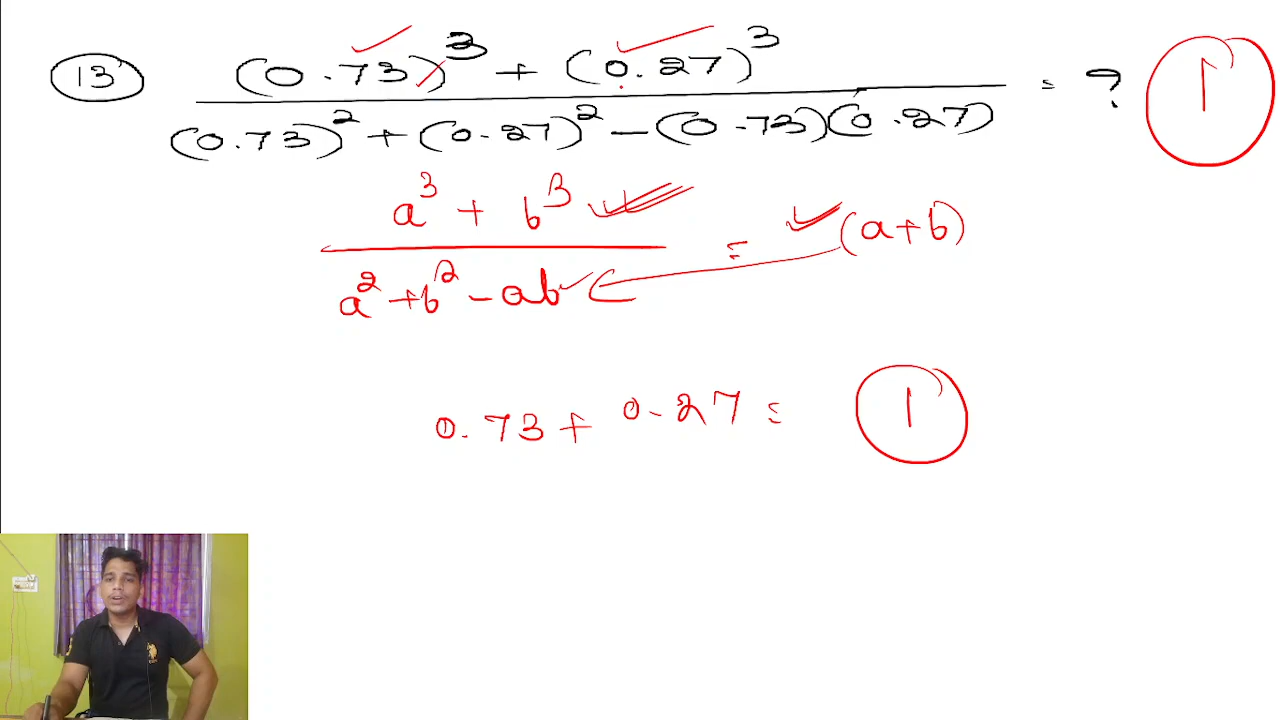 13 (0.73)³ + (0.27)³ / (0.73)² + (0.27)² − (0.73)(0.27) = ? 1
a³ + b³ / a² + b² − ab = (a+b)
0.73 + 0.27 = 1